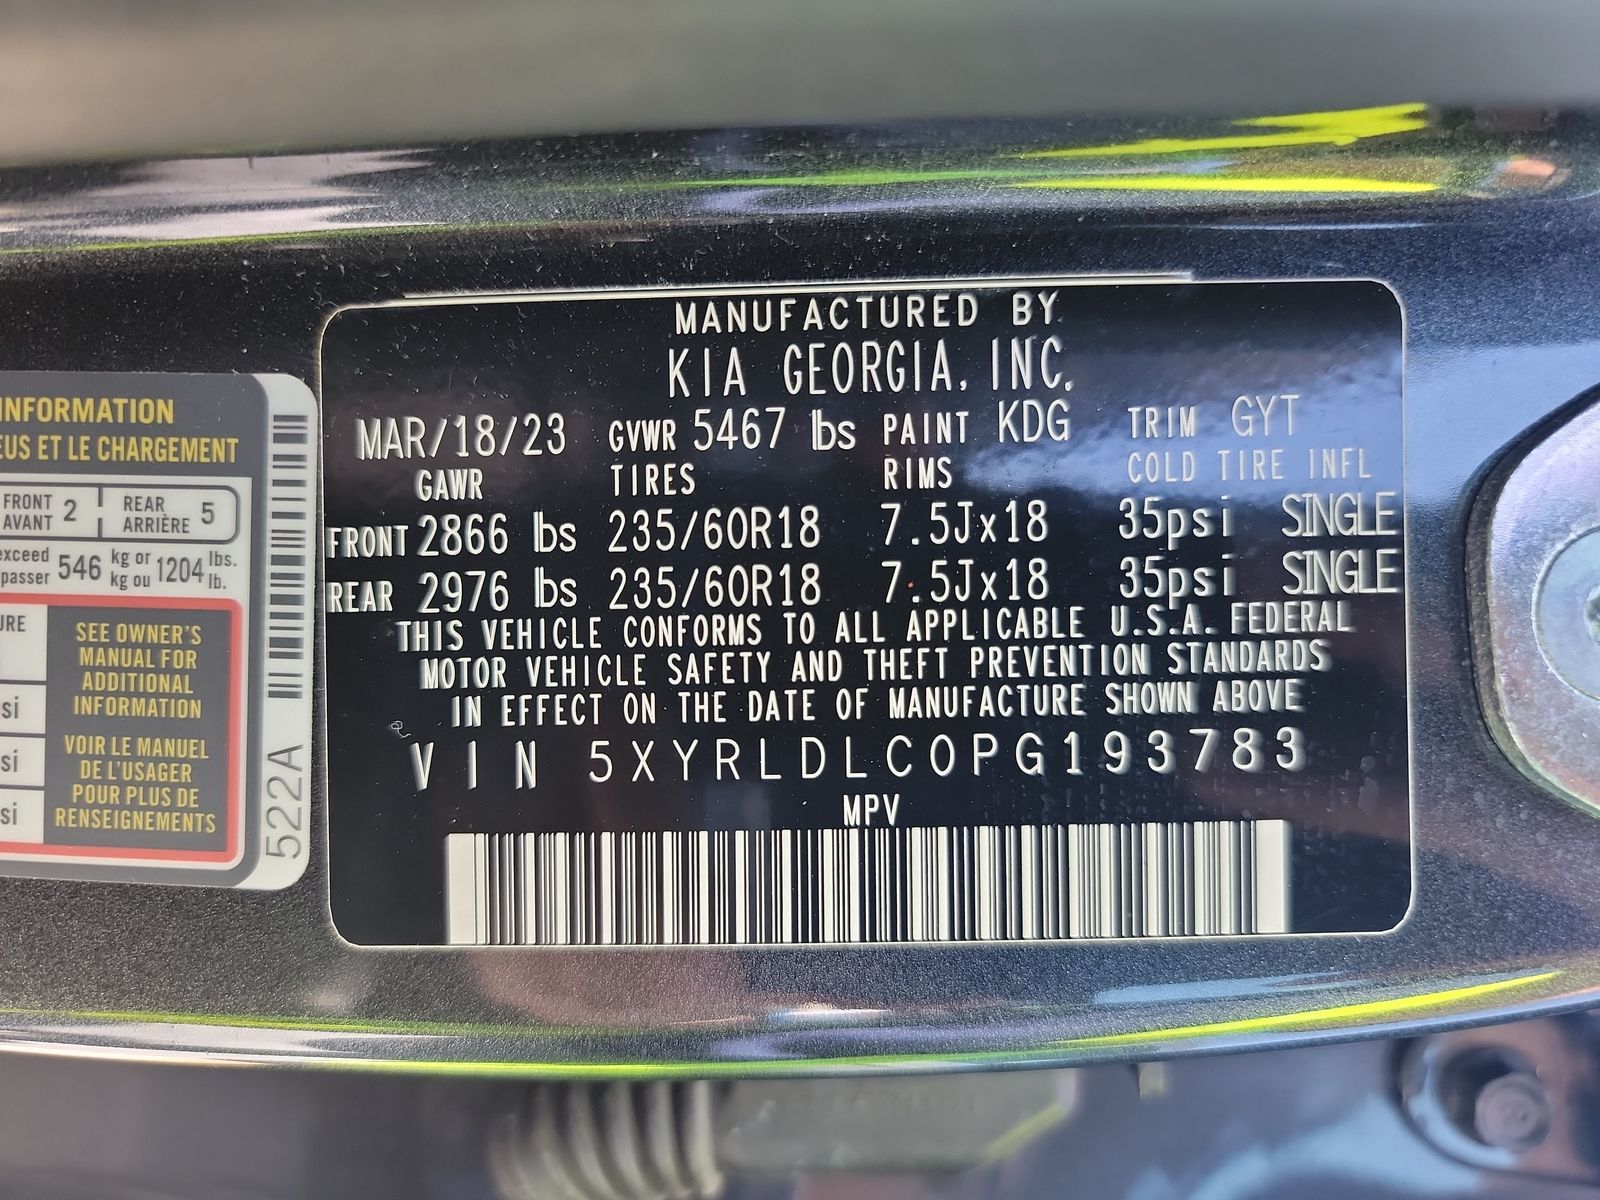 INFORMATION
EUS ET LE CHARGEMENT
FRONT 2 REAR 5
AVANT ARRIÈRE
exceed 546 kg or 1204 lbs.
passer kg ou lb.
URE
SEE OWNER'S
MANUAL FOR
ADDITIONAL
INFORMATION
si
VOIR LE MANUEL
DE L'USAGER
POUR PLUS DE
RENSEIGNEMENTS
si
si
522A
MANUFACTURED BY
KIA GEORGIA, INC.
MAR/18/23 GVWR 5467 lbs PAINT KDG TRIM GYT
GAWR TIRES RIMS COLD TIRE INFL
FRONT 2866 lbs 235/60R18 7.5Jx18 35psi SINGLE
REAR 2976 lbs 235/60R18 7.5Jx18 35psi SINGLE
THIS VEHICLE CONFORMS TO ALL APPLICABLE U.S.A. FEDERAL
MOTOR VEHICLE SAFETY AND THEFT PREVENTION STANDARDS
IN EFFECT ON THE DATE OF MANUFACTURE SHOWN ABOVE
VIN 5XYRLDLC0PG193783
MPV